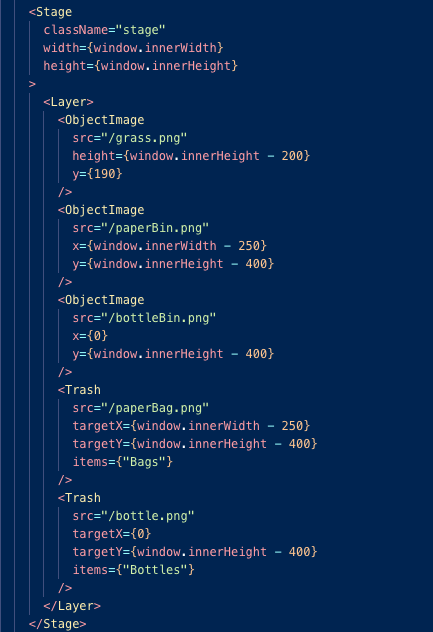 <Stage
className="stage"
width={window.innerWidth}
height={window.innerHeight}
>
<Layer>
<ObjectImage
src="/grass.png"
height={window.innerHeight - 200}
y={190}
/>
<ObjectImage
src="/paperBin.png"
x={window.innerWidth - 250}
y={window.innerHeight - 400}
/>
<ObjectImage
src="/bottleBin.png"
x={0}
y={window.innerHeight - 400}
/>
<Trash
src="/paperBag.png"
targetX={window.innerWidth - 250}
targetY={window.innerHeight - 400}
items={"Bags"}
/>
<Trash
src="/bottle.png"
targetX={0}
targetY={window.innerHeight - 400}
items={"Bottles"}
/>
</Layer>
</Stage>